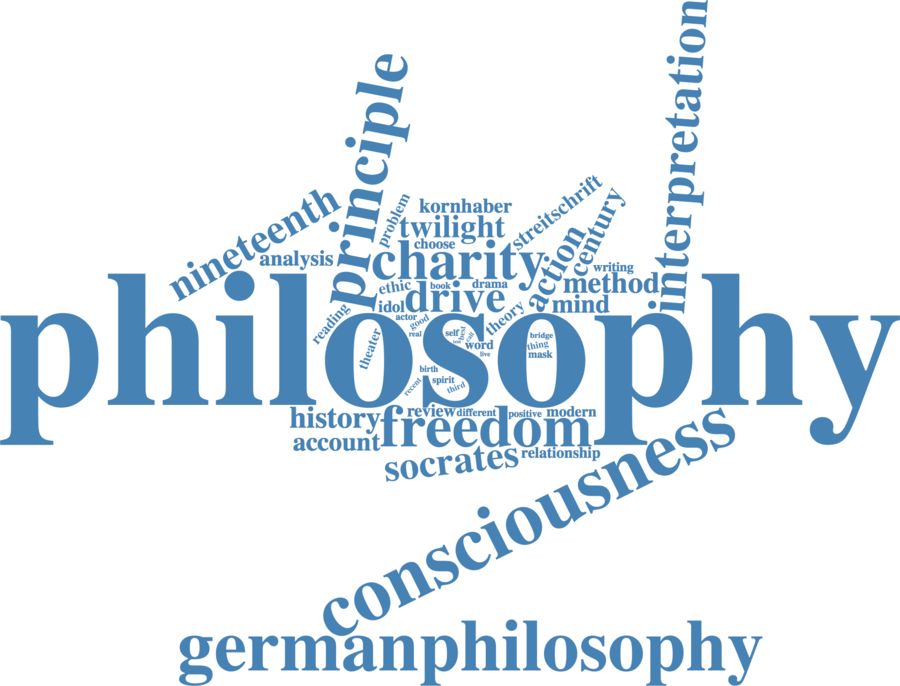 interpretation
principle
nineteenth
problem
kornhaber
streitschrift
twilight
century
choose
action
analysis
charity
writing
method
ethic
book
drama
drive
idol
mind
philosophy
reading
theater
actor
good
real
self
best
theory
word
live
bridge
thing
mask
birth
spirit
recent
third
history
review
different
positive
modern
freedom
account
socrates
relationship
consciousness
germanphilosophy